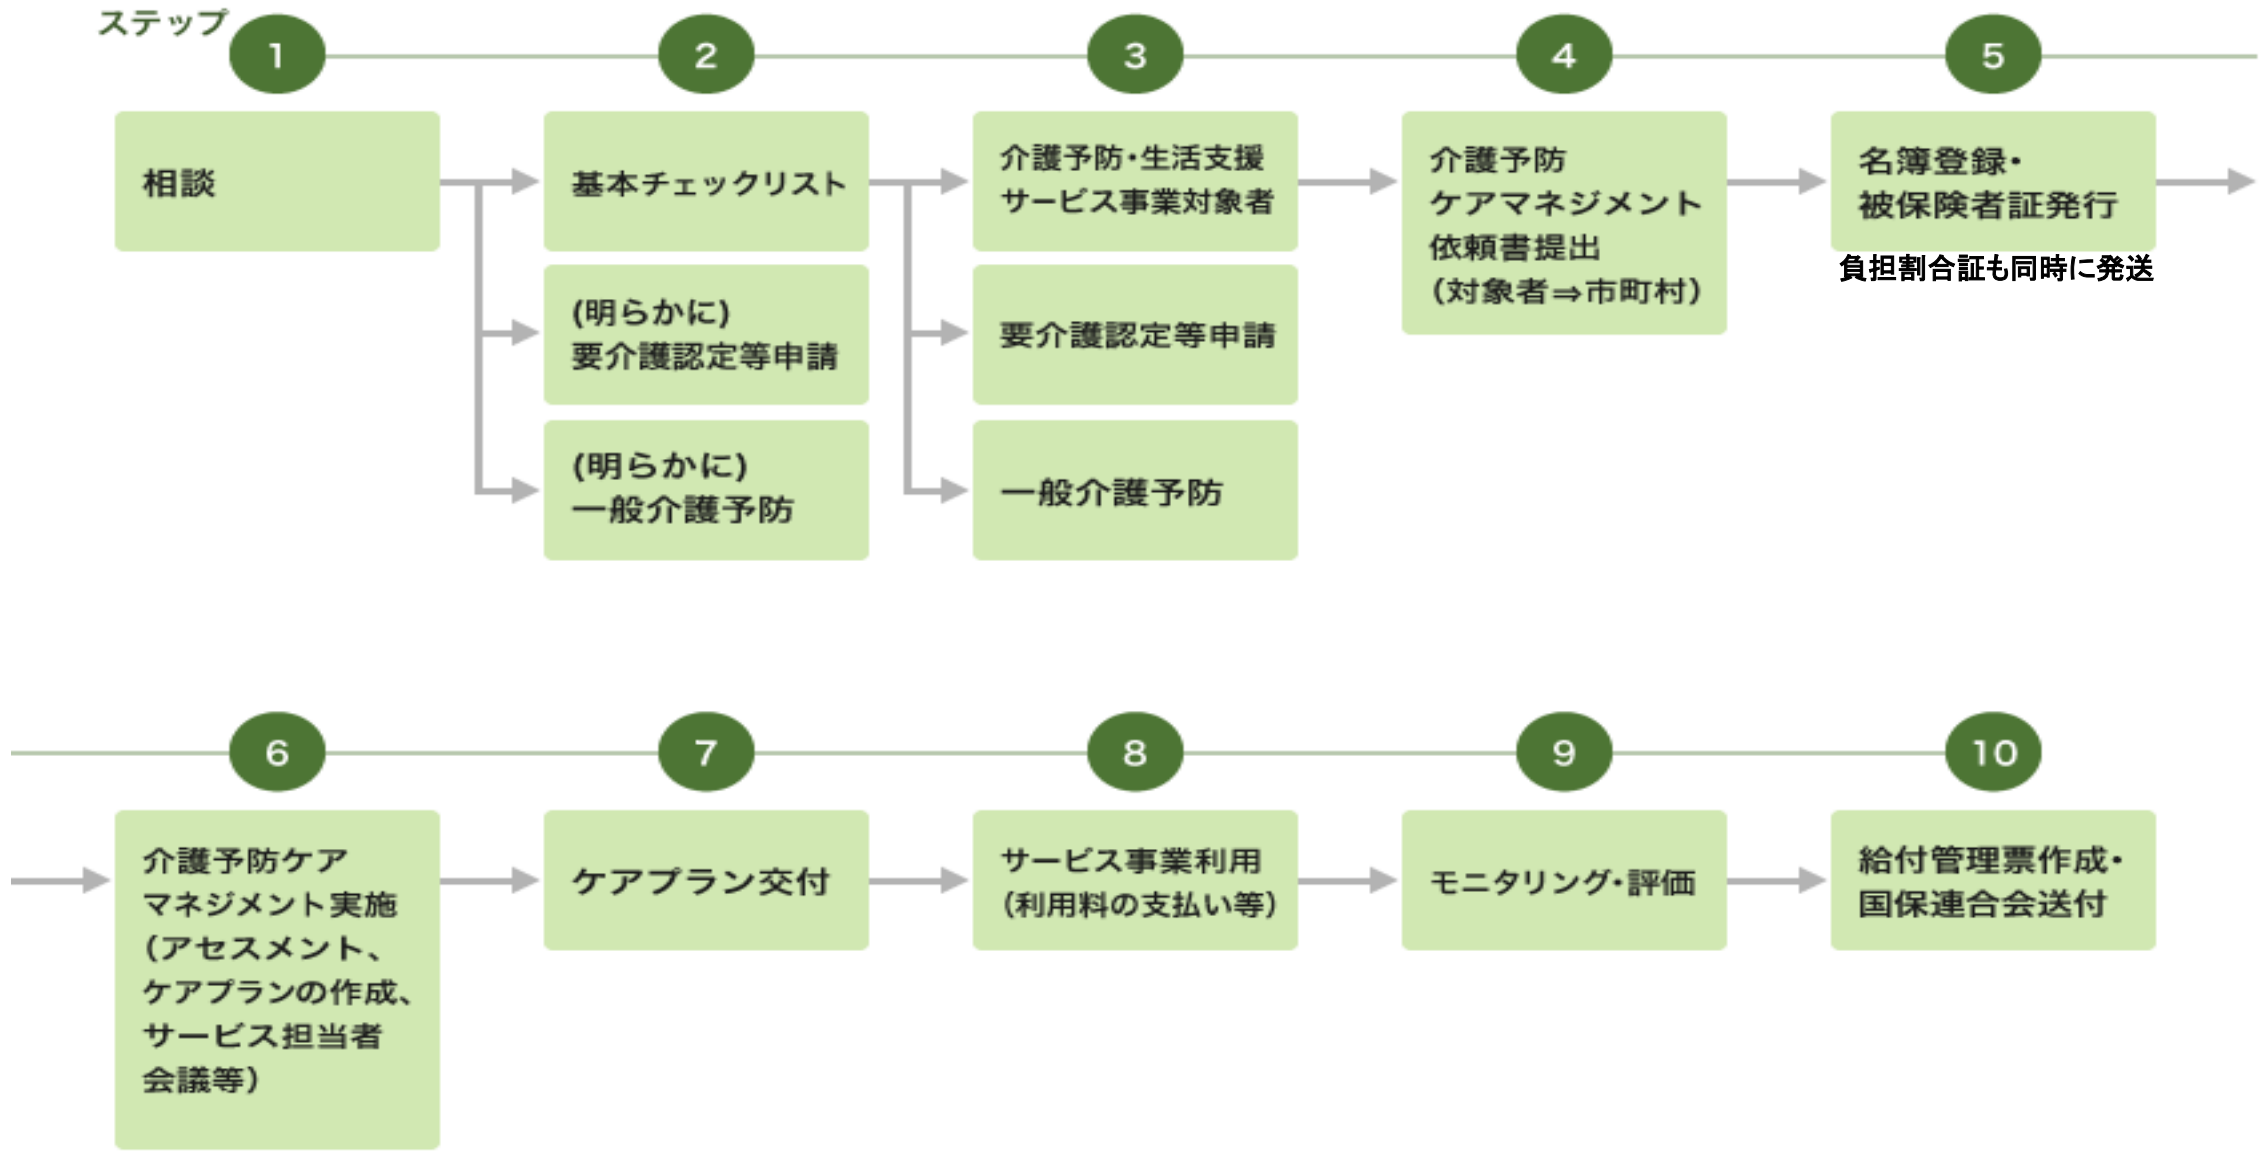 ステップ
1
2
3
4
5
相談
基本チェックリスト
(明らかに)
要介護認定等申請
(明らかに)
一般介護予防
介護予防・生活支援
サービス事業対象者
要介護認定等申請
一般介護予防
介護予防
ケアマネジメント
依頼書提出
（対象者⇒市町村）
名簿登録・
被保険者証発行
負担割合証も同時に発送
6
7
8
9
10
介護予防ケア
マネジメント実施
（アセスメント、
ケアプランの作成、
サービス担当者
会議等）
ケアプラン交付
サービス事業利用
（利用料の支払い等）
モニタリング・評価
給付管理票作成・
国保連合会送付